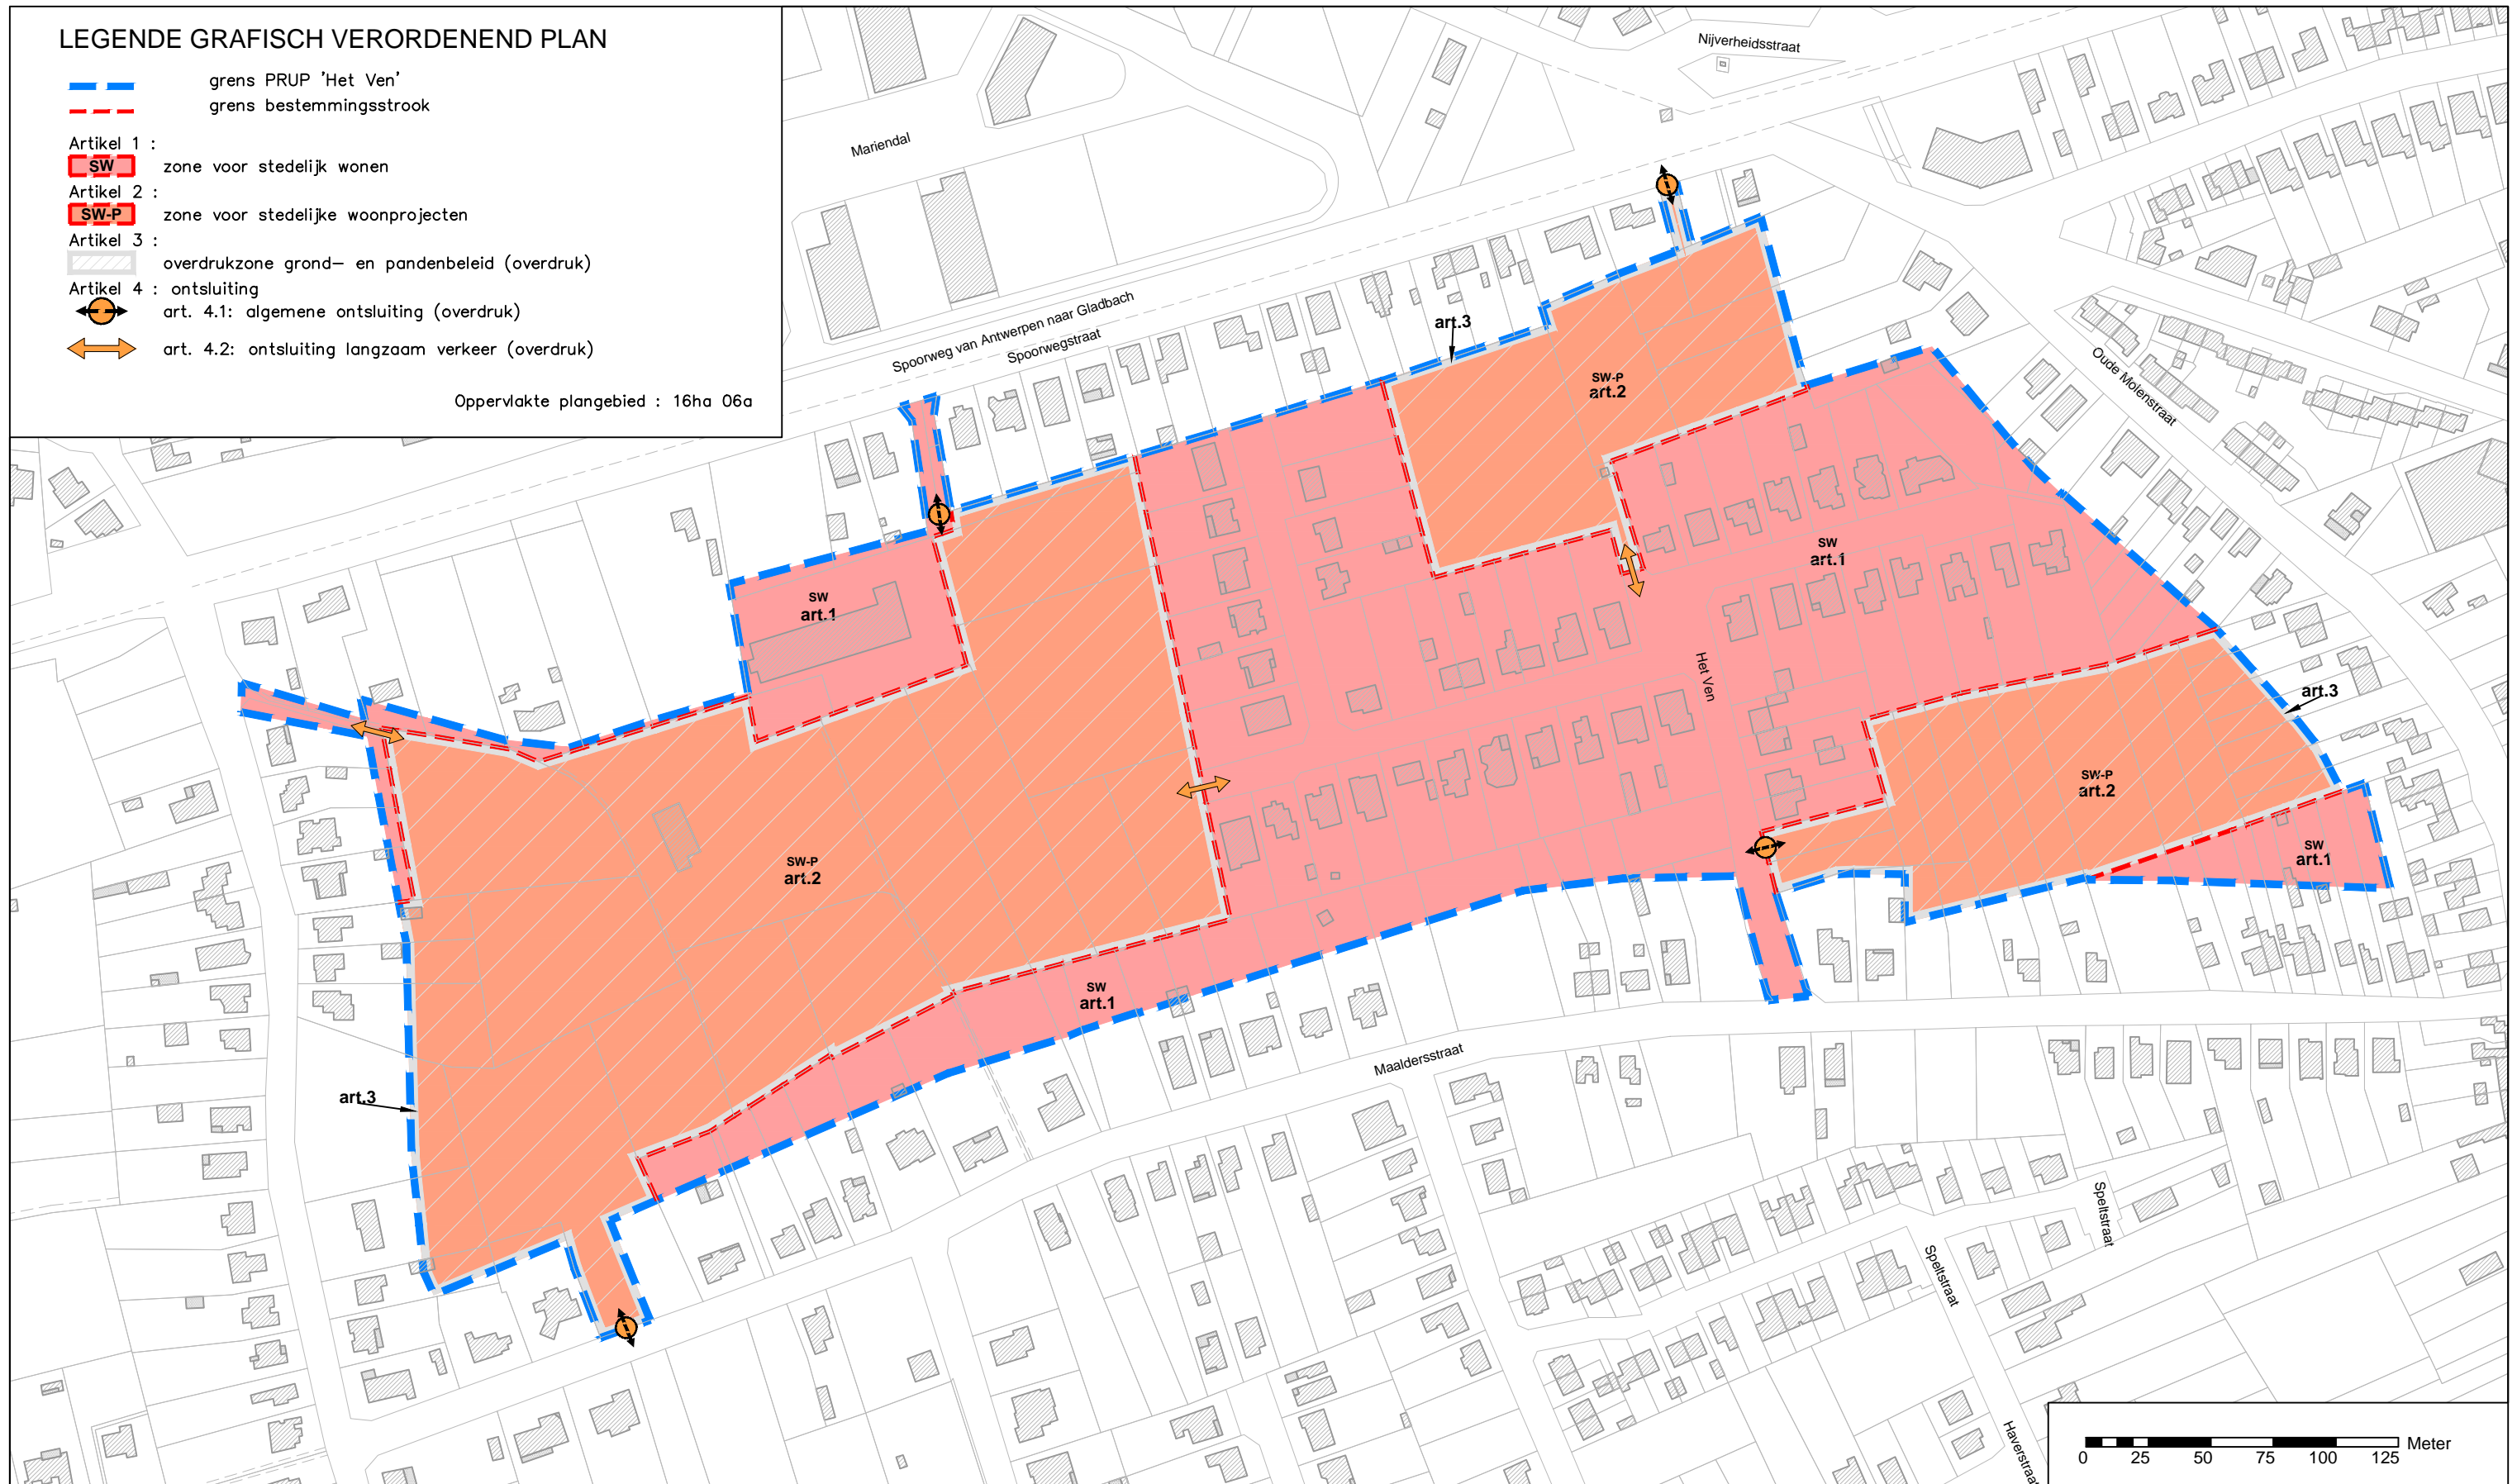 LEGENDE GRAFISCH VERORDENEND PLAN
grens PRUP 'Het Ven'
grens bestemmingsstrook
Artikel 1 :
SW zone voor stedelijk wonen
Artikel 2 :
SW-P zone voor stedelijke woonprojecten
Artikel 3 :
overdrukzone grond- en pandenbeleid (overdruk)
Artikel 4 : ontsluiting
art. 4.1: algemene ontsluiting (overdruk)
art. 4.2: ontsluiting langzaam verkeer (overdruk)
Oppervlakte plangebied : 16ha 06a
Nijverheidsstraat
Mariendal
Spoorweg van Antwerpen naar Gladbach
Spoorwegstraat
art.3
SW-P
art.2
Oude Molenstraat
SW
art.1
SW
art.1
Het Ven
art.3
SW-P
art.2
SW
art.1
SW-P
art.2
SW
art.1
Maaldersstraat
art.3
Speltstraat
Speltstraat
Haverstraat
0 25 50 75 100 125 Meter